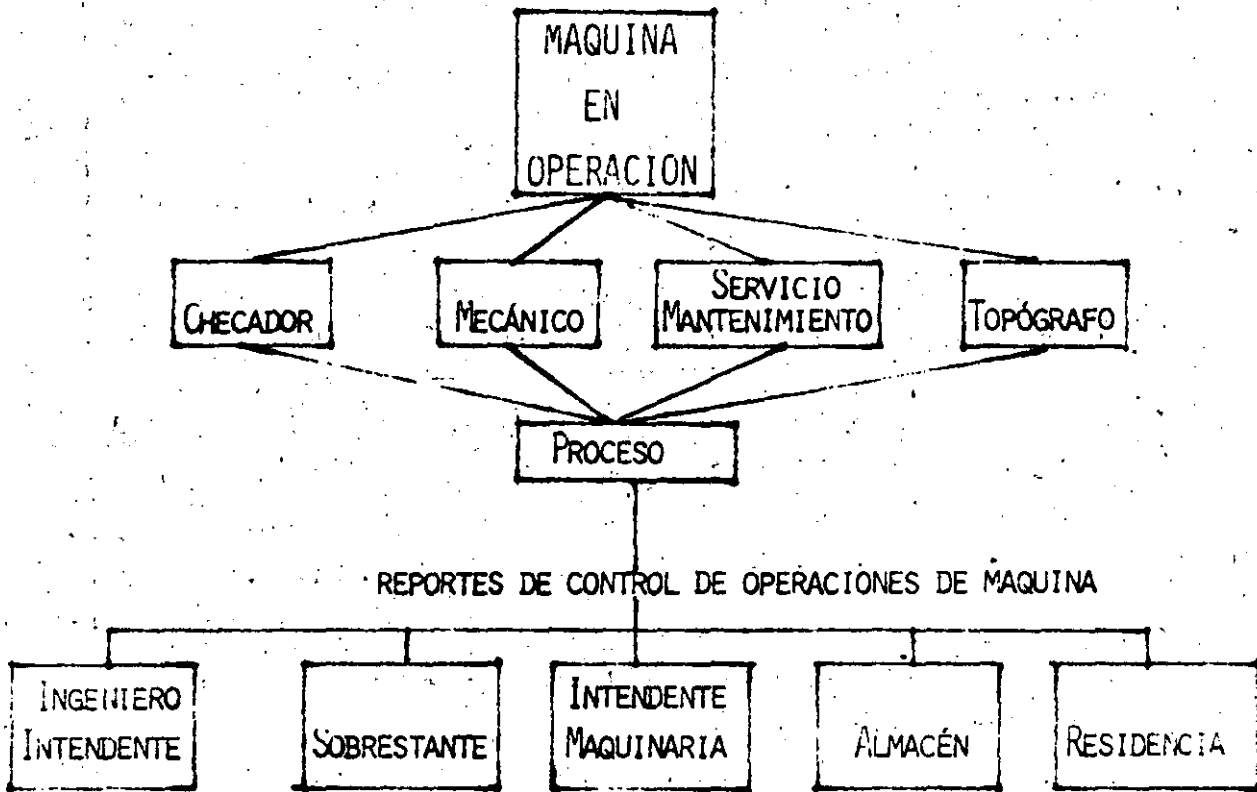 MAQUINA
EN
OPERACION
CHECADOR
MECÁNICO
SERVICIO
MANTENIMIENTO
TOPÓGRAFO
PROCESO
REPORTES DE CONTROL DE OPERACIONES DE MAQUINA
INGENIERO
INTENDENTE
SOBRESTANTE
INTENDENTE
MAQUINARIA
ALMACÉN
RESIDENCIA